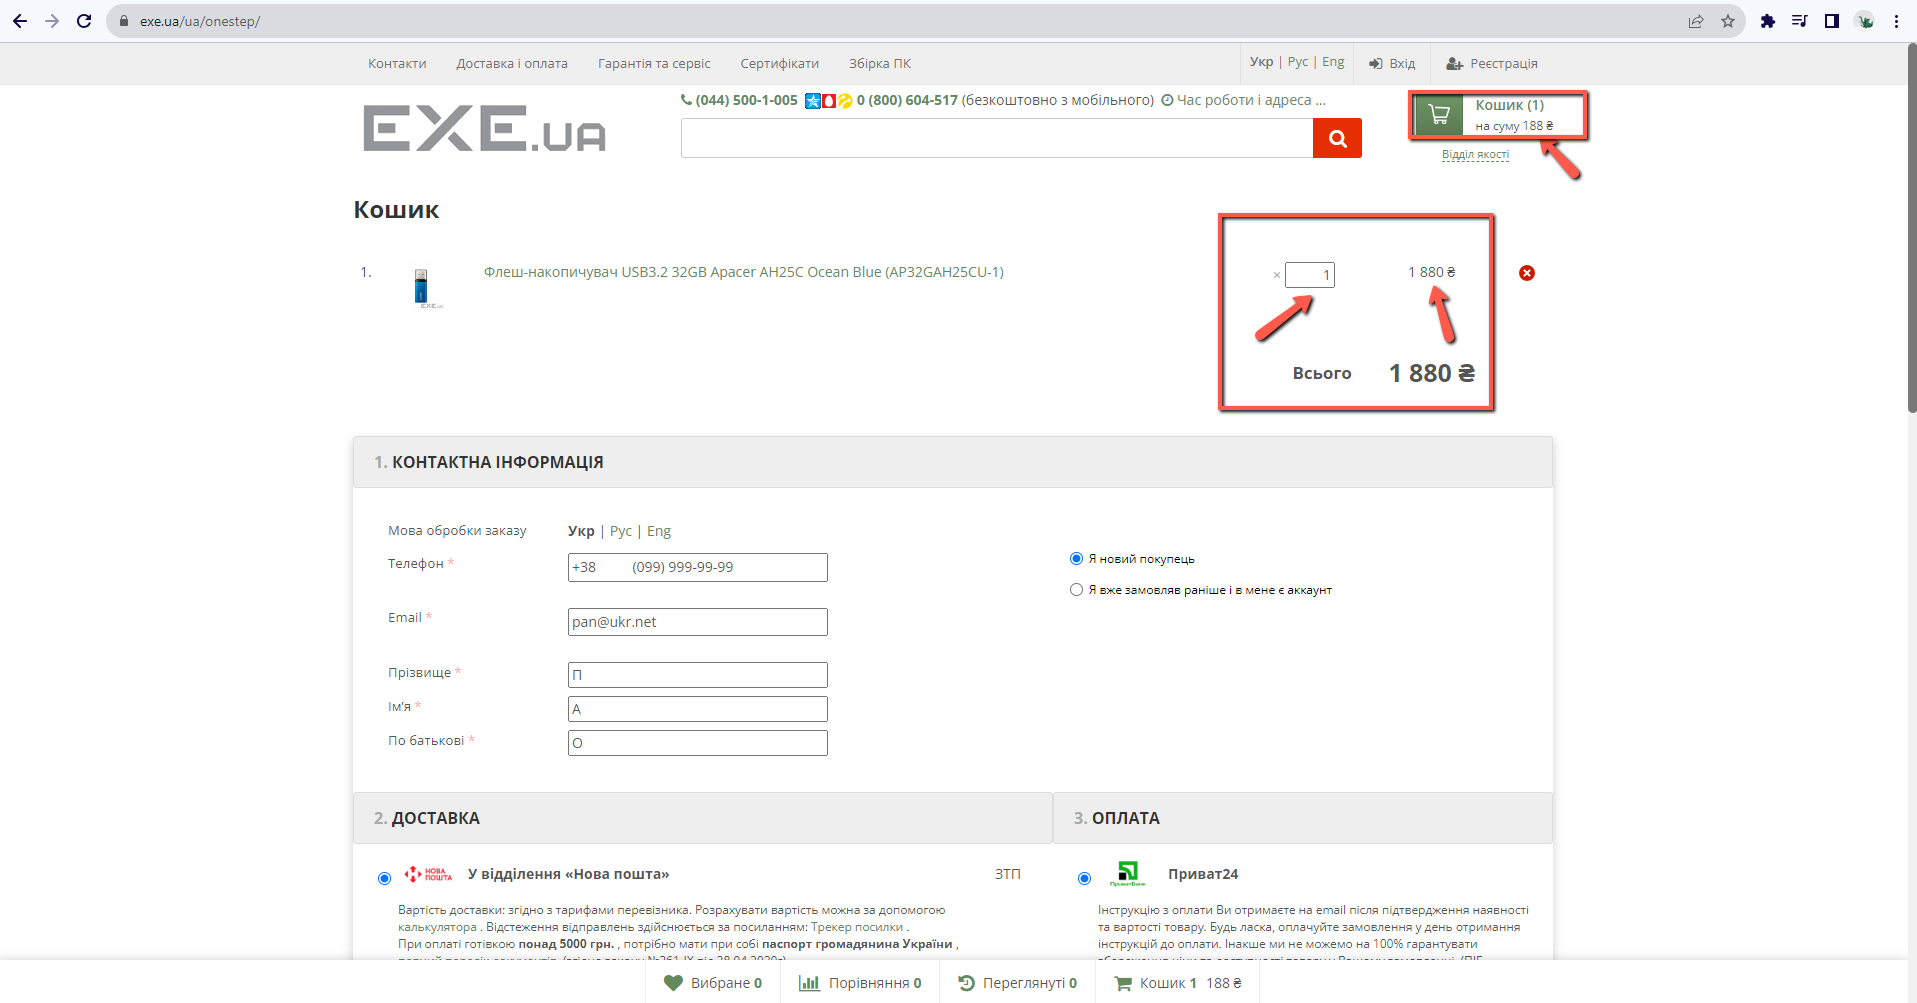 exe.ua/ua/onestep/
Контакти Доставка і оплата Гарантія та сервіс Сертифікати Збірка ПК Укр | Рус | Eng Вхід Реєстрація
(044) 500-1-005 0 (800) 604-517 (безкоштовно з мобільного) Час роботи і адреса ...
EXE.UA
Кошик (1)
на суму 188 ₴
Відділ якості
Кошик
1. Флеш-накопичувач USB3.2 32GB Apacer AH25C Ocean Blue (AP32GAH25CU-1) × 1 1 880 ₴
EXE.ua
Всього 1 880 ₴
1. КОНТАКТНА ІНФОРМАЦІЯ
Мова обробки заказу Укр | Рус | Eng
Телефон * +38 (099) 999-99-99
Я новий покупець
Я вже замовляв раніше і в мене є аккаунт
Email * pan@ukr.net
Прізвище * П
Ім'я * А
По батькові * О
2. ДОСТАВКА
3. ОПЛАТА
НОВА ПОШТА У відділення «Нова пошта» ЗТП
ПриватБанк Приват24
Вартість доставки: згідно з тарифами перевізника. Розрахувати вартість можна за допомогою
калькулятора . Відстеження відправлень здійснюється за посиланням: Трекер посилки .
При оплаті готівкою понад 5000 грн. , потрібно мати при собі паспорт громадянина України ,
Інструкцію з оплати Ви отримаєте на email після підтвердження наявності
та вартості товару. Будь ласка, оплачуйте замовлення у день отримання
інструкцій до оплати. Інакше ми не можемо на 100% гарантувати
Вибране 0 Порівняння 0 Переглянуті 0 Кошик 1 188 ₴